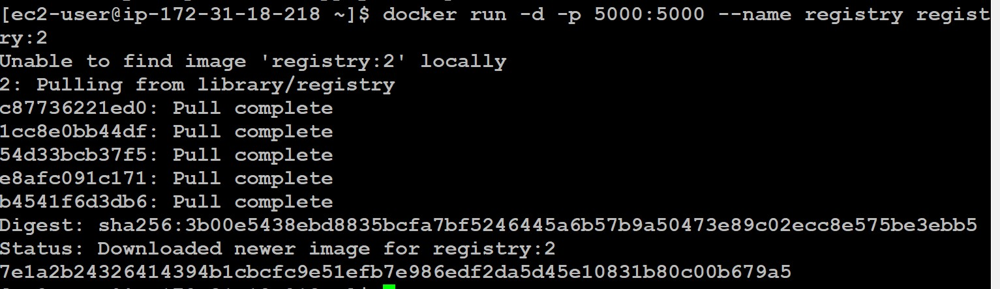 [ec2-user@ip-172-31-18-218 ~]$ docker run -d -p 5000:5000 --name registry regist
ry:2
Unable to find image 'registry:2' locally
2: Pulling from library/registry
c87736221ed0: Pull complete
1cc8e0bb44df: Pull complete
54d33bcb37f5: Pull complete
e8afc091c171: Pull complete
b4541f6d3db6: Pull complete
Digest: sha256:3b00e5438ebd8835bcfa7bf5246445a6b57b9a50473e89c02ecc8e575be3ebb5
Status: Downloaded newer image for registry:2
7e1a2b24326414394b1cbcfc9e51efb7e986edf2da5d45e10831b80c00b679a5